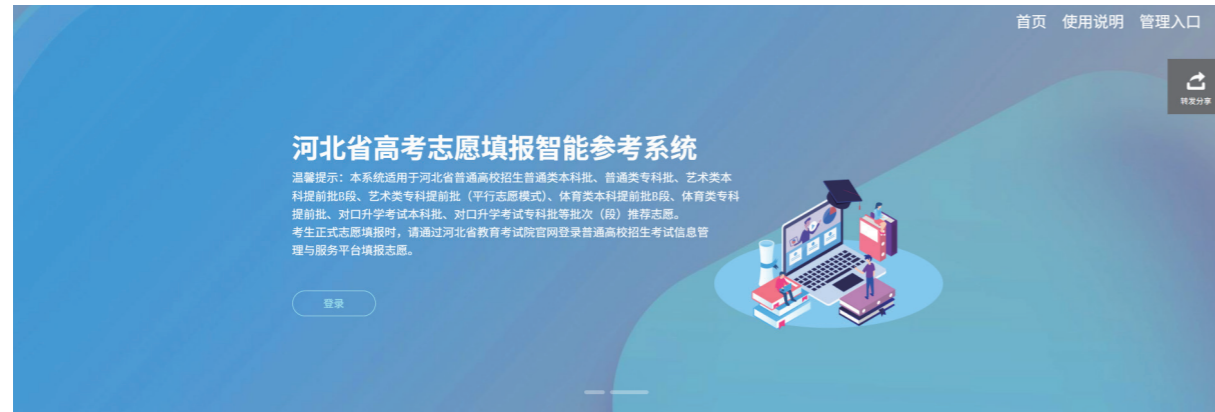 首页 使用说明 管理入口
转发分享
河北省高考志愿填报智能参考系统
温馨提示：本系统适用于河北省普通高校招生普通类本科批、普通类专科批、艺术类本
科提前批B段、艺术类专科提前批（平行志愿模式）、体育类本科提前批B段、体育类专科
提前批、对口升学考试本科批、对口升学考试专科批等批次（段）推荐志愿。
考生正式志愿填报时，请通过河北省教育考试院官网登录普通高校招生考试信息管
理与服务平台填报志愿。
登录